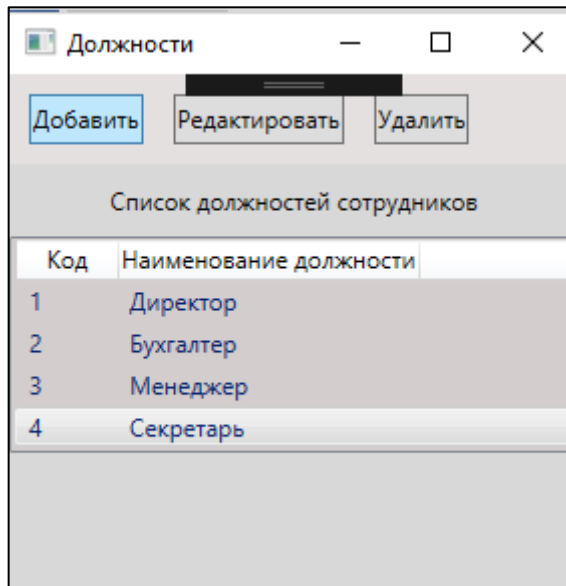 Должности
Добавить Редактировать Удалить
Список должностей сотрудников
Код Наименование должности
1 Директор
2 Бухгалтер
3 Менеджер
4 Секретарь